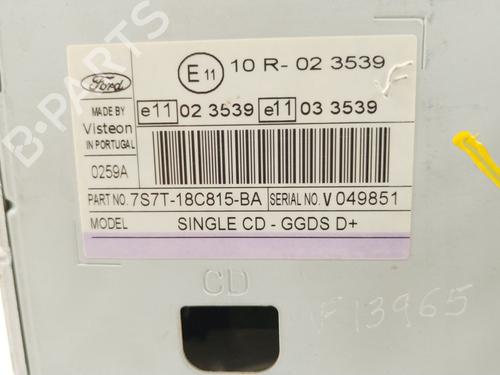 Ford
E 11 10 R- 02 3539
MADE BY
Visteon
IN PORTUGAL
e11 02 3539 e11 03 3539
0259A
PART NO. 7S7T-18C815-BA SERIAL NO. V 049851
MODEL SINGLE CD - GGDS D+
CD
F13965
B-PARTS